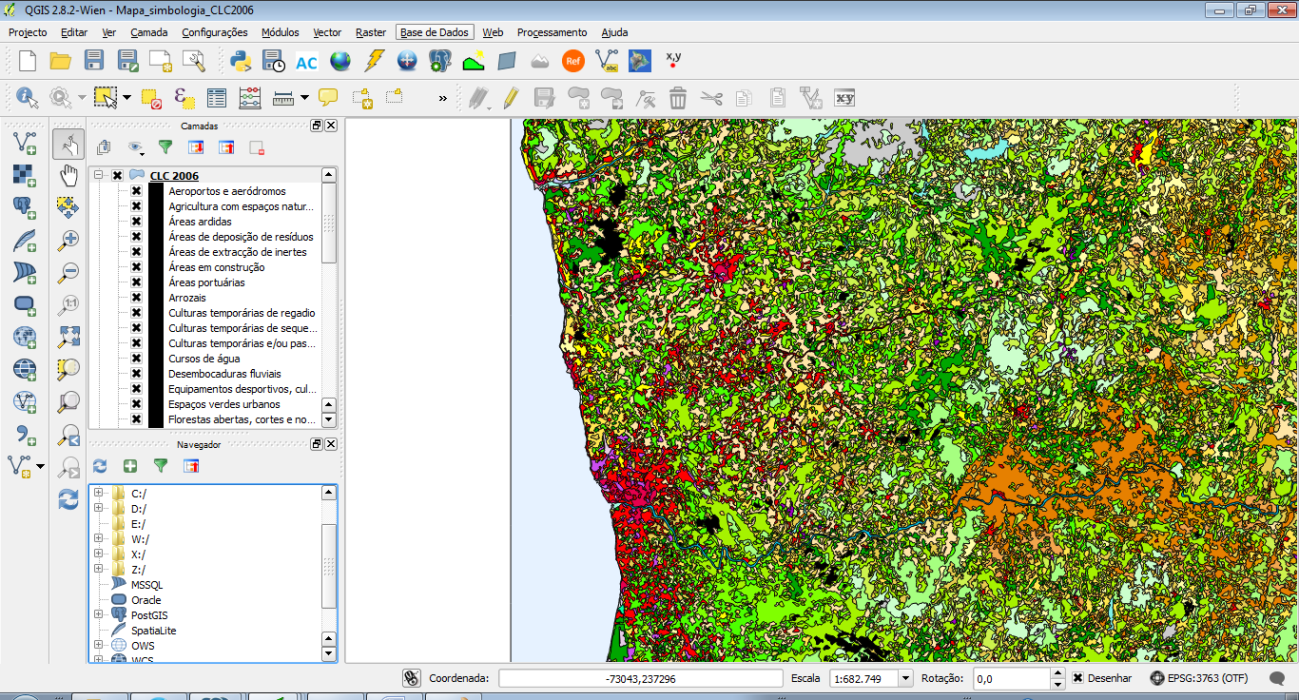 QGIS 2.8.2-Wien - Mapa_simbologia_CLC2006
Projecto Editar Ver Camada Configurações Módulos Vector Raster Base de Dados Web Processamento Ajuda
AC Ref abc x,y
» xy
Camadas
CLC 2006
Aeroportos e aeródromos
Agricultura com espaços natur...
Áreas ardidas
Áreas de deposição de resíduos
Áreas de extracção de inertes
Áreas em construção
Áreas portuárias
Arrozais
Culturas temporárias de regadio
Culturas temporárias de seque...
Culturas temporárias e/ou pas...
Cursos de água
Desembocaduras fluviais
Equipamentos desportivos, cul...
Espaços verdes urbanos
Florestas abertas, cortes e no...
1:1
Navegador
C:/
D:/
E:/
W:/
X:/
Z:/
MSSQL
Oracle
PostGIS
SpatiaLite
OWS
WCS
Coordenada: -73043,237296 Escala 1:682.749 Rotação: 0,0 Desenhar EPSG:3763 (OTF)